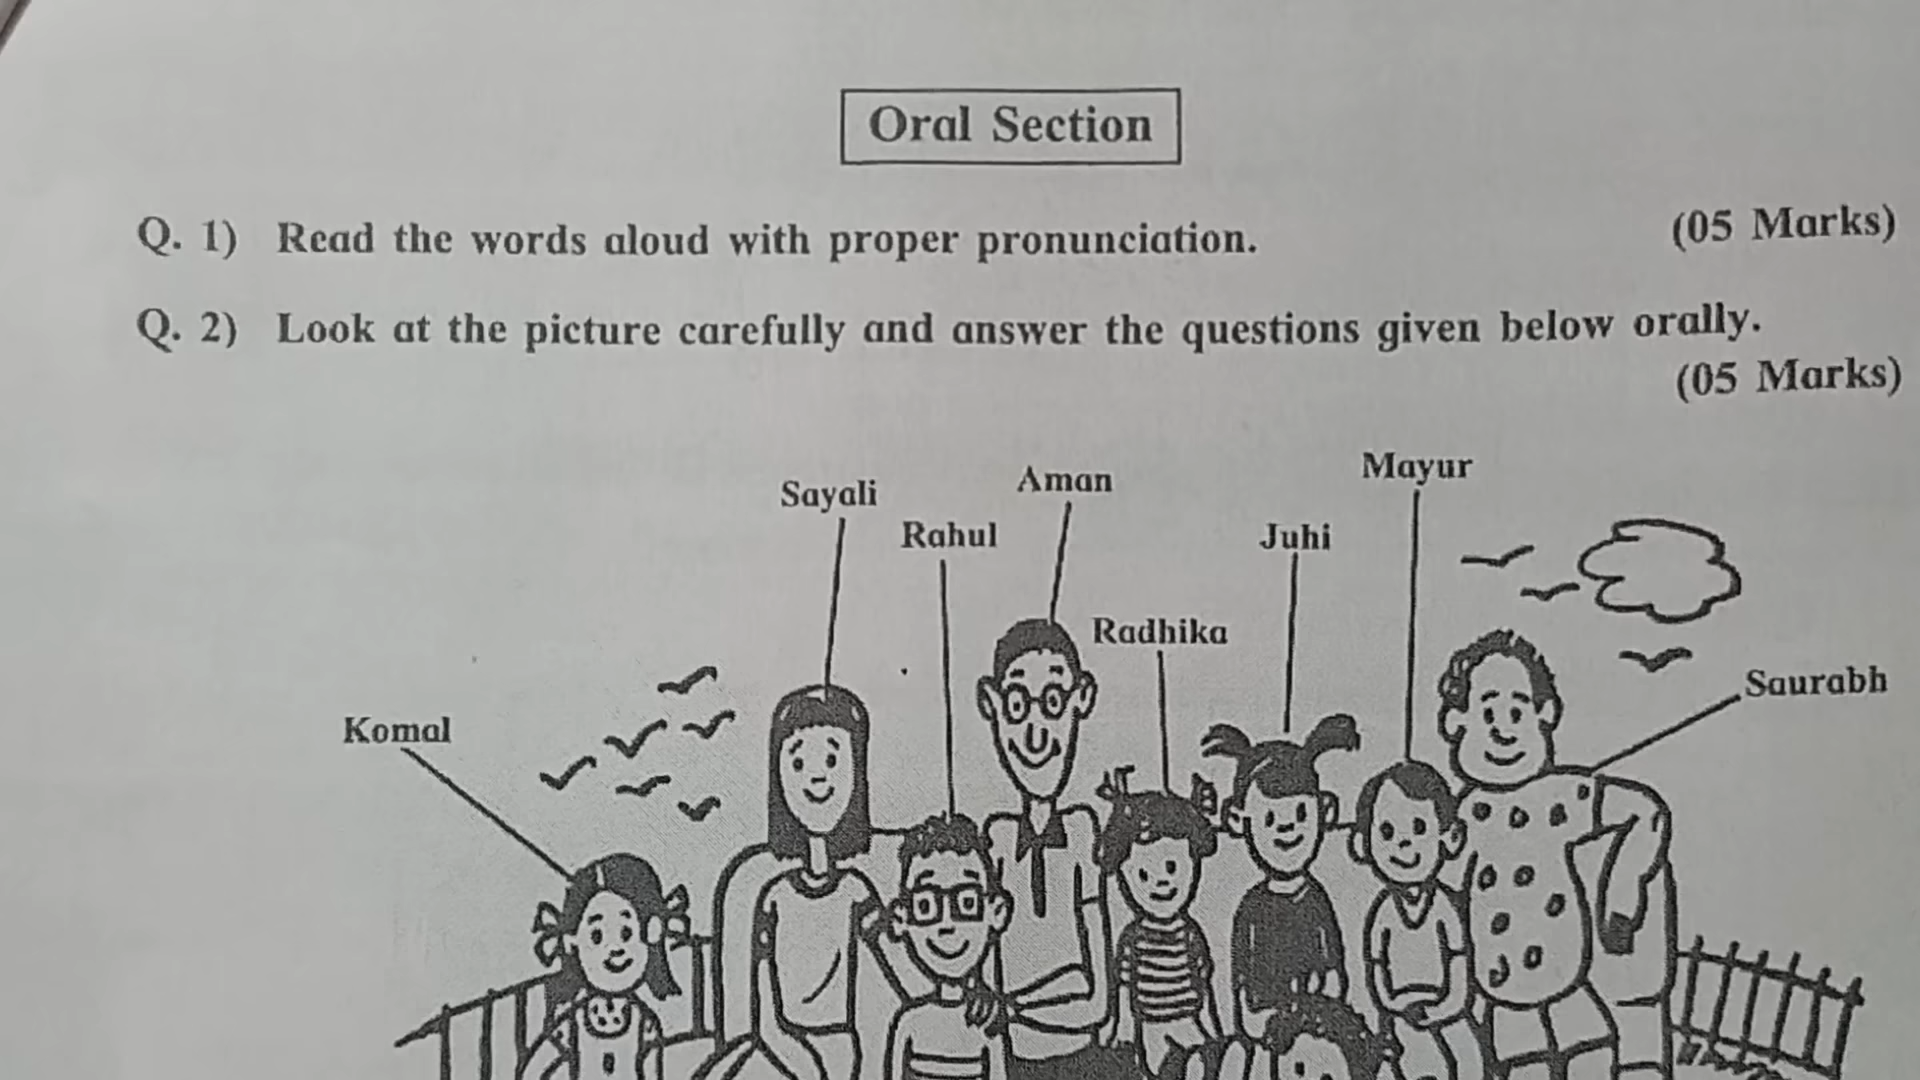 Oral Section
Q. 1) Read the words aloud with proper pronunciation. (05 Marks)
Q. 2) Look at the picture carefully and answer the questions given below orally.
(05 Marks)
Mayur
Aman
Sayali
Rahul
Juhi
Radhika
Saurabh
Komal